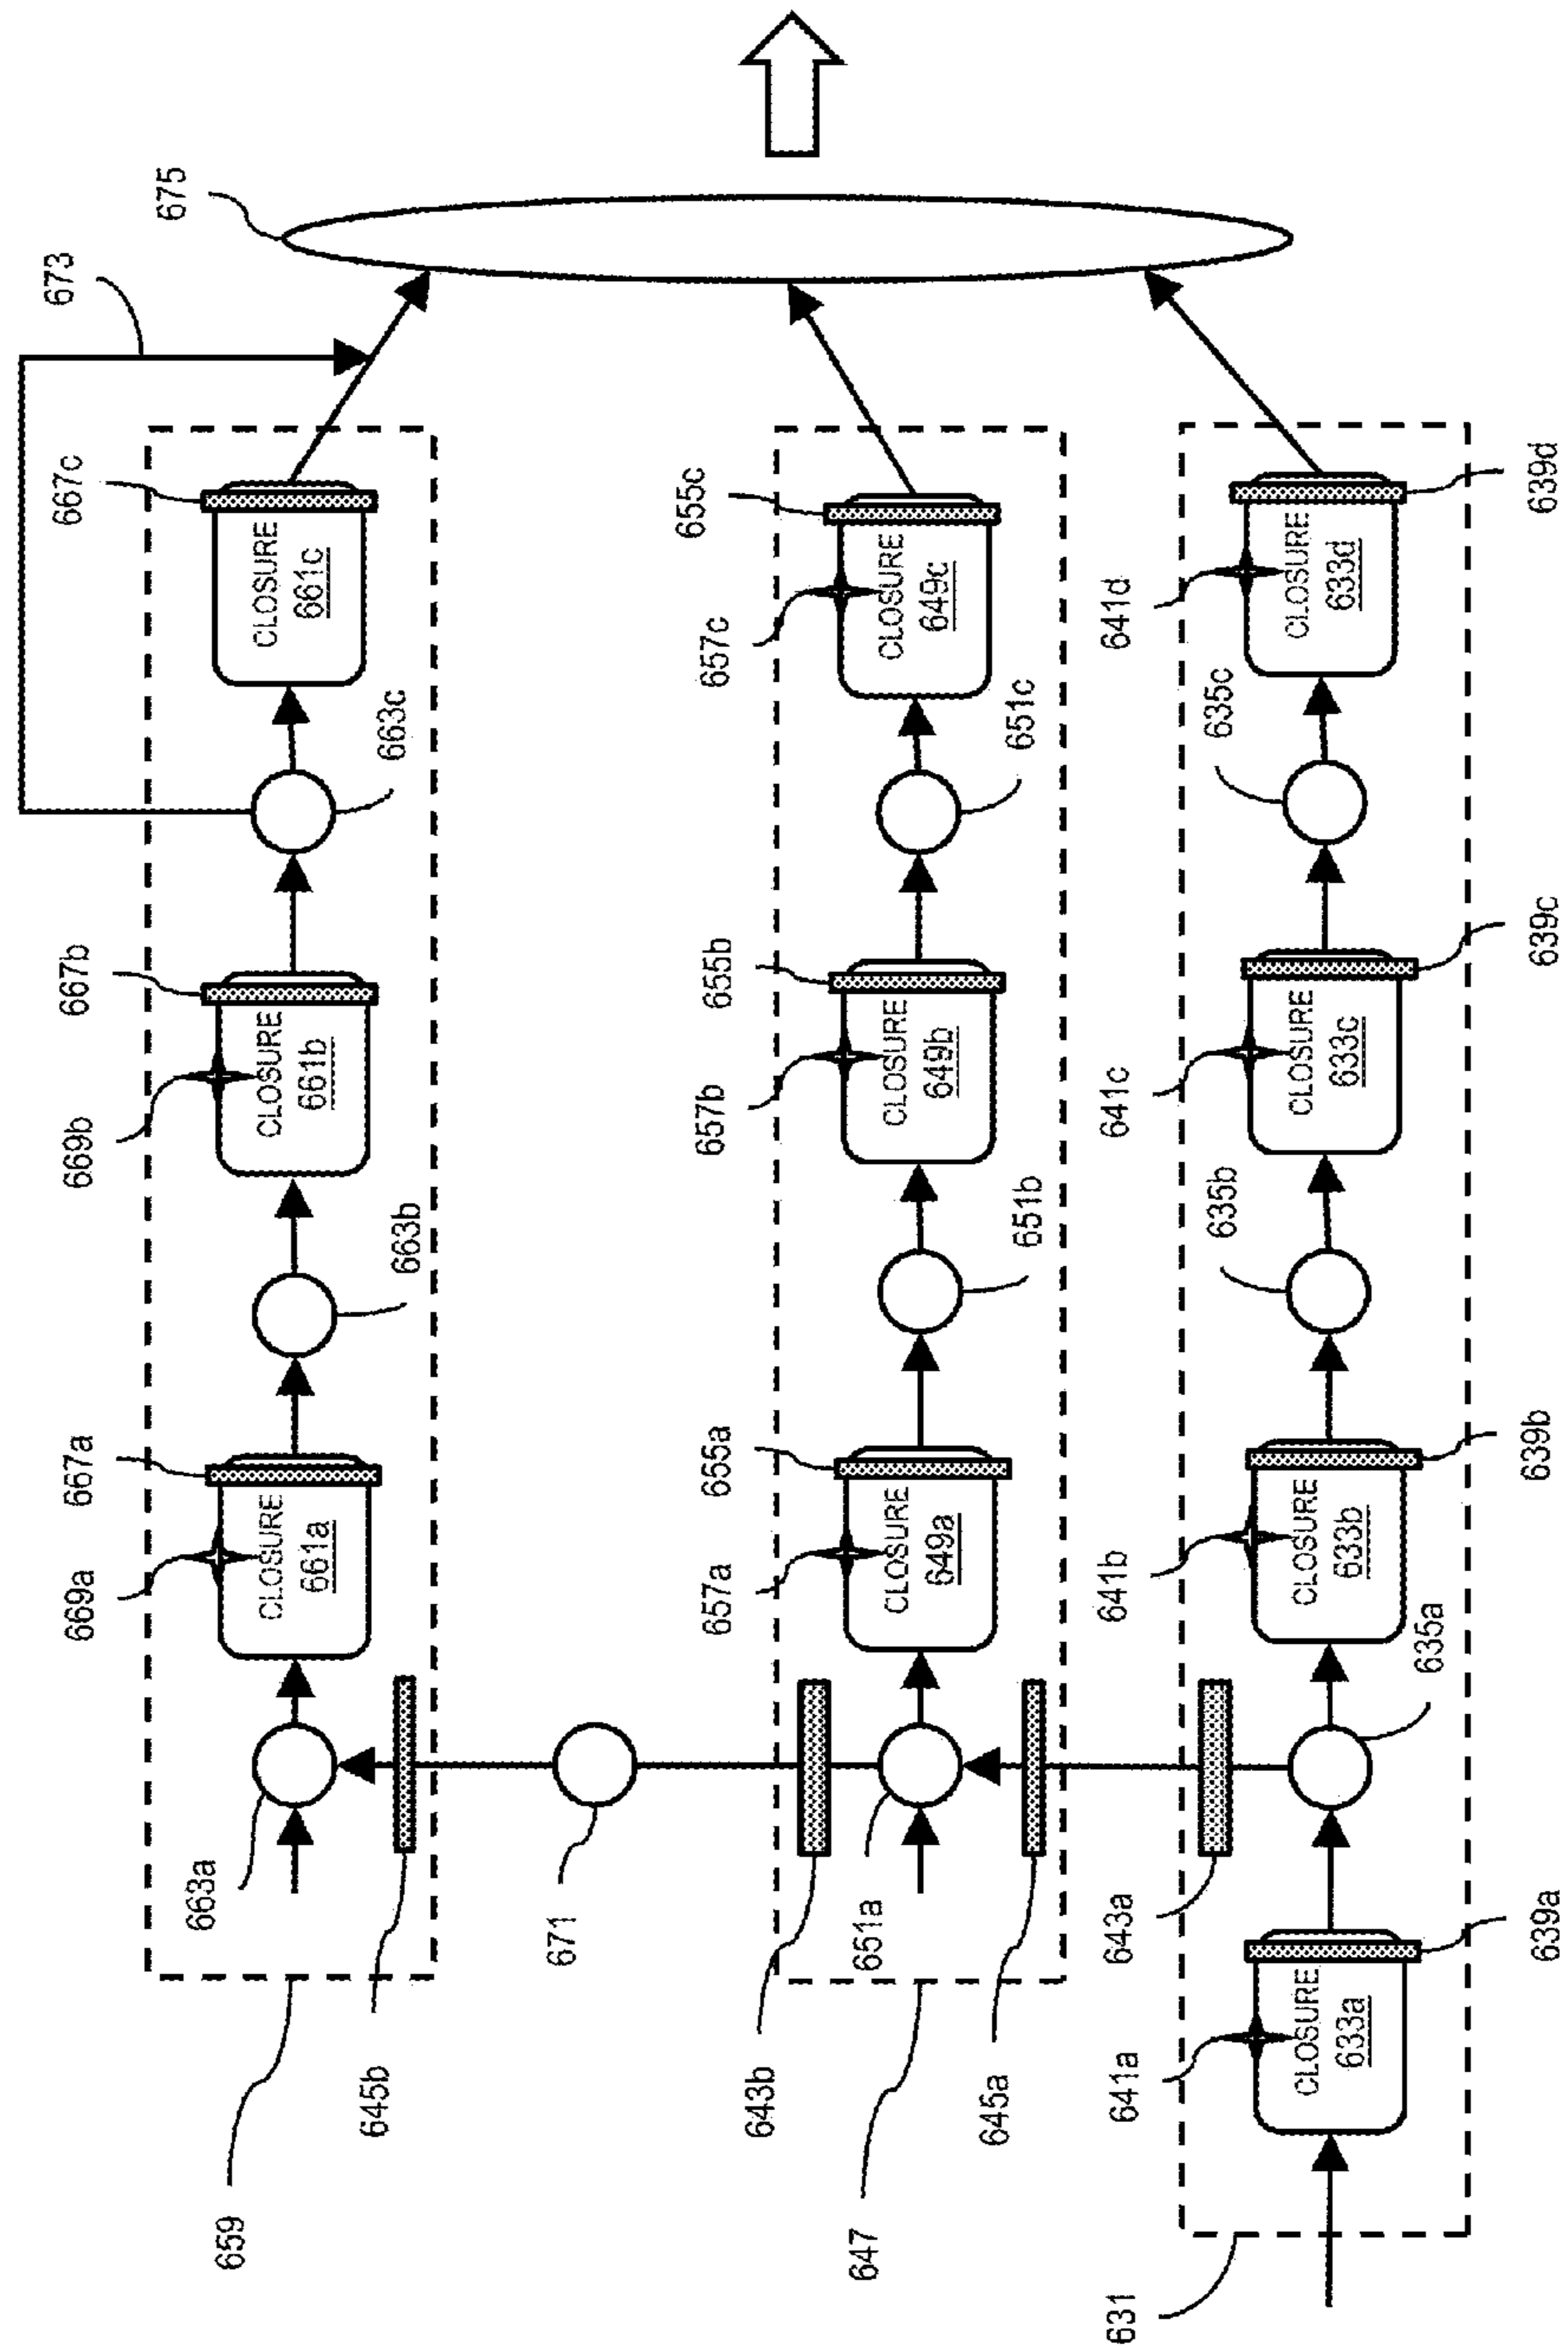 673
669a
667a
669b
667b
667c
675
663a
659
CLOSURE
661a
CLOSURE
661b
CLOSURE
661c
645b
663b
663c
671
657a
655a
657b
655b
657c
655c
643b
647
651a
CLOSURE
649a
CLOSURE
649b
CLOSURE
649c
645a
651b
651c
631
641a
641b
641c
641d
643a
635b
635c
CLOSURE
633a
CLOSURE
633b
CLOSURE
633c
CLOSURE
633d
635a
639a
639b
639c
639d